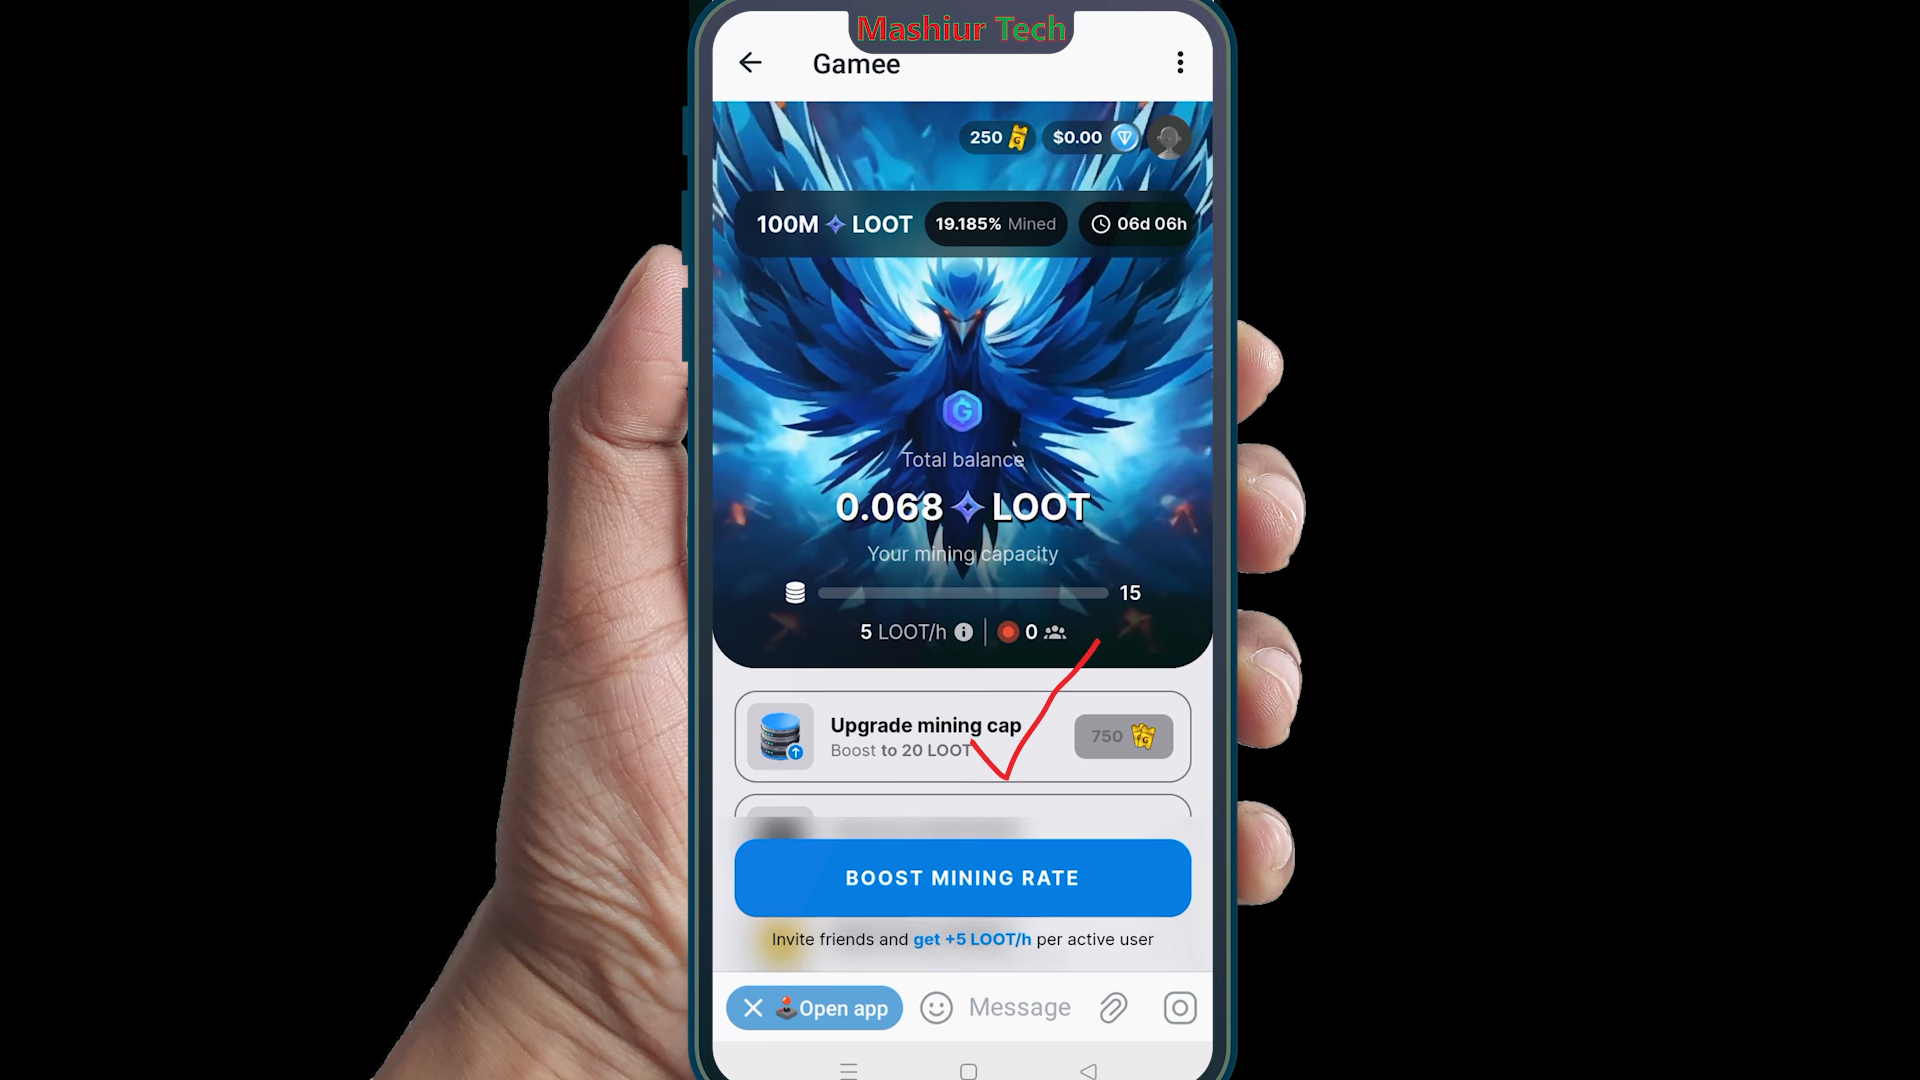 Mashiur Tech
Gamee
250 $0.00
100M LOOT 19.185% Mined 06d 06h
Total balance
0.068 LOOT
Your mining capacity
15
5 LOOT/h 0
Upgrade mining cap
Boost to 20 LOOT
750
BOOST MINING RATE
Invite friends and get +5 LOOT/h per active user
Open app Message